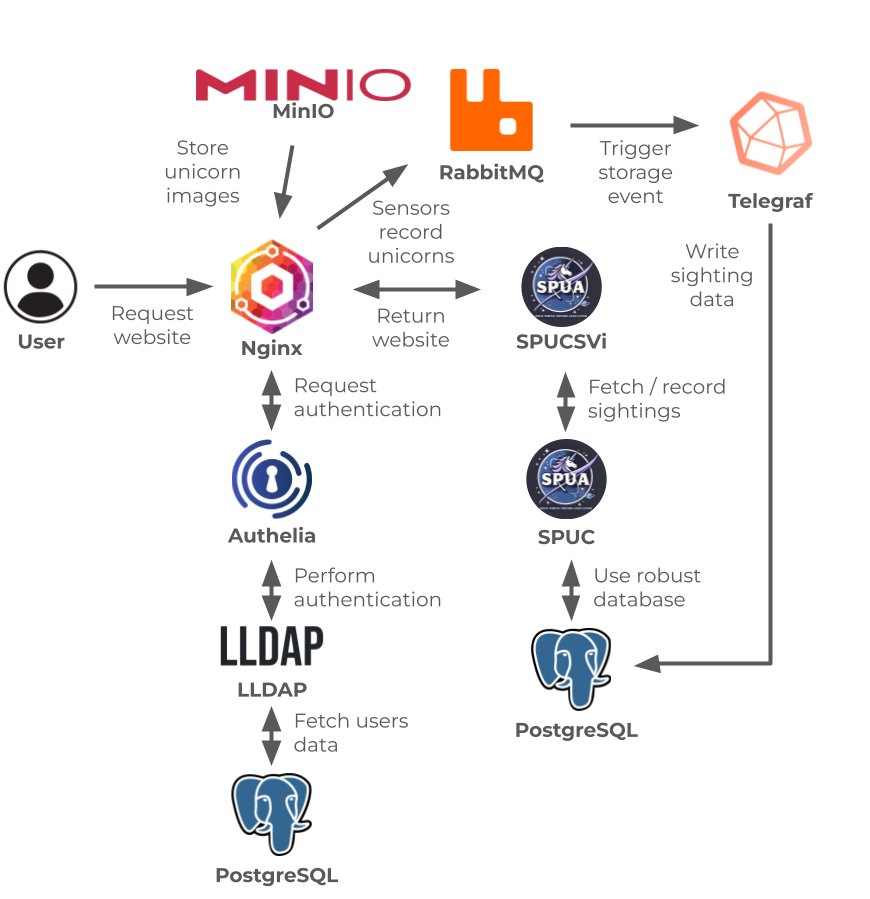 MINIO
MinIO
Store
unicorn
images
RabbitMQ
Trigger
storage
event
Telegraf
Sensors
record
unicorns
Write
sighting
data
User
Request
website
Nginx
Return
website
SPUA
SPUCSVi
Request
authentication
Fetch / record
sightings
Authelia
SPUA
SPUC
Perform
authentication
Use robust
database
LLDAP
LLDAP
PostgreSQL
Fetch users
data
PostgreSQL